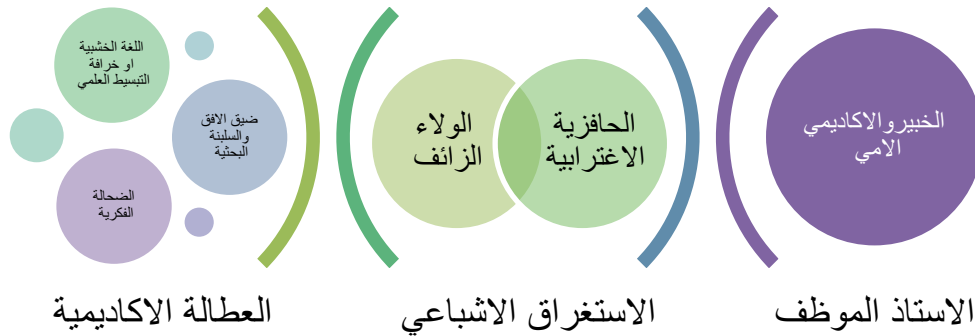 الخبيروالاكاديمي
الامي
الاستاذ الموظف
الحافزية
الاغترابية
الولاء
الزائف
الاستغراق الاشباعي
اللغة الخشبية
او خرافة
التبسيط العلمي
ضيق الافق
والسلبنة
البحثية
الضحالة
الفكرية
العطالة الاكاديمية